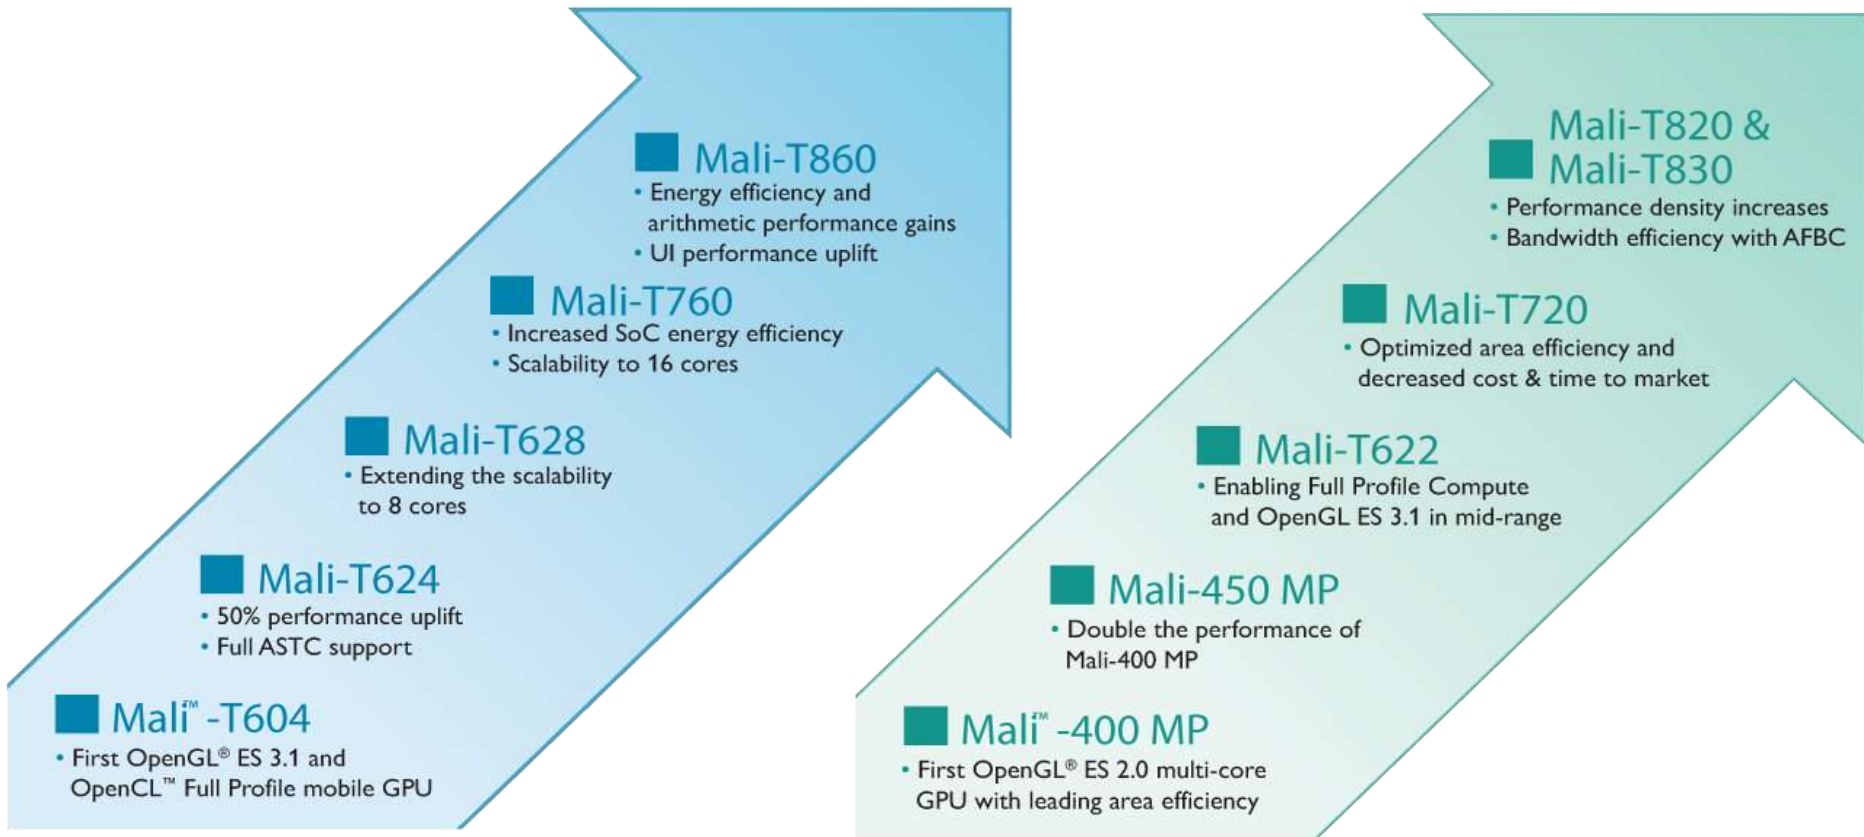 Mali-T860
• Energy efficiency and
arithmetic performance gains
• UI performance uplift
Mali-T760
• Increased SoC energy efficiency
• Scalability to 16 cores
Mali-T628
• Extending the scalability
to 8 cores
Mali-T624
• 50% performance uplift
• Full ASTC support
Mali™-T604
• First OpenGL® ES 3.1 and
OpenCL™ Full Profile mobile GPU
Mali-T820 &
Mali-T830
• Performance density increases
• Bandwidth efficiency with AFBC
Mali-T720
• Optimized area efficiency and
decreased cost & time to market
Mali-T622
• Enabling Full Profile Compute
and OpenGL ES 3.1 in mid-range
Mali-450 MP
• Double the performance of
Mali-400 MP
Mali™-400 MP
• First OpenGL® ES 2.0 multi-core
GPU with leading area efficiency